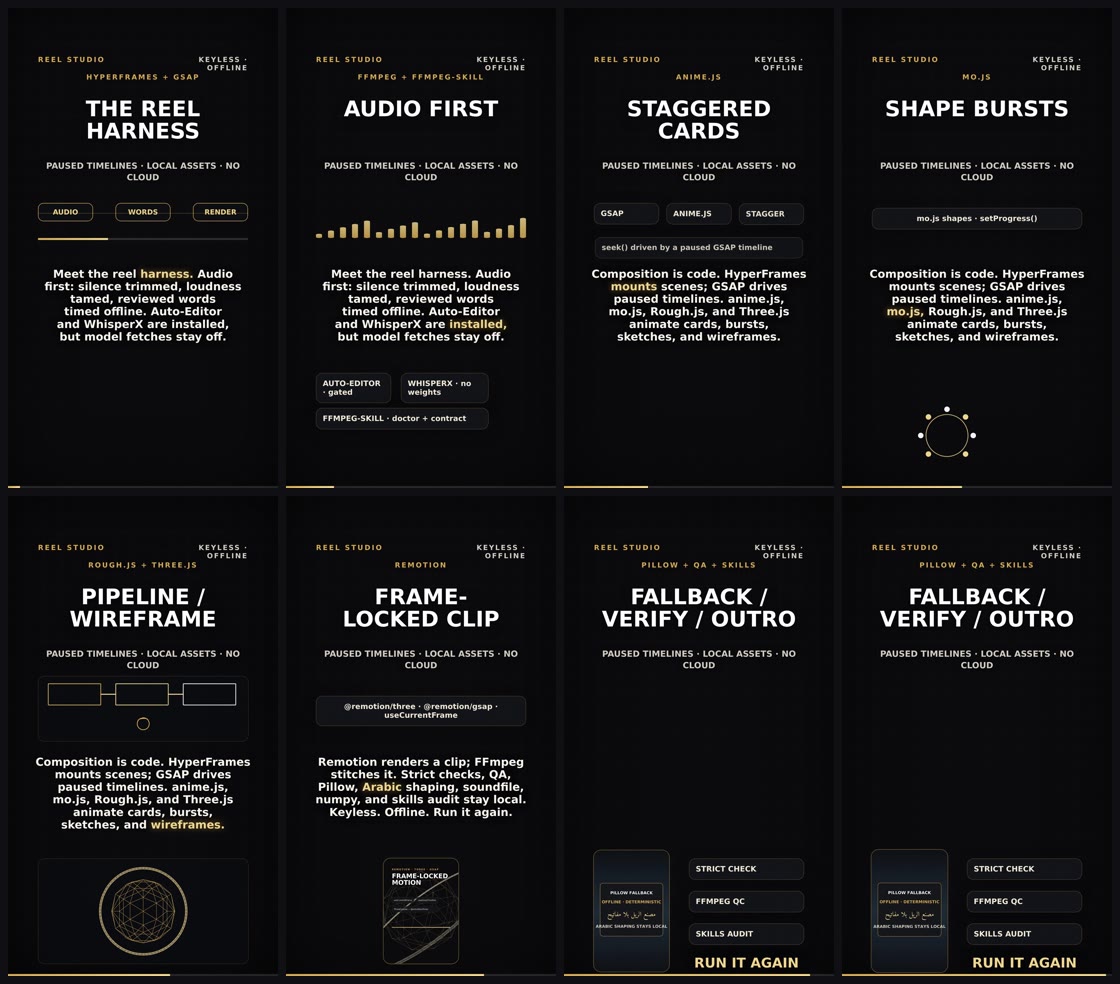 REEL STUDIO
KEYLESS ·
OFFLINE
HYPERFRAMES + GSAP
THE REEL
HARNESS
PAUSED TIMELINES · LOCAL ASSETS · NO
CLOUD
AUDIO
WORDS
RENDER
Meet the reel harness. Audio
first: silence trimmed, loudness
tamed, reviewed words
timed offline. Auto-Editor
and WhisperX are installed,
but model fetches stay off.
REEL STUDIO
KEYLESS ·
OFFLINE
FFMPEG + FFMPEG-SKILL
AUDIO FIRST
PAUSED TIMELINES · LOCAL ASSETS · NO
CLOUD
Meet the reel harness. Audio
first: silence trimmed, loudness
tamed, reviewed words
timed offline. Auto-Editor
and WhisperX are installed,
but model fetches stay off.
AUTO-EDITOR
· gated
WHISPERX · no
weights
FFMPEG-SKILL · doctor + contract
REEL STUDIO
KEYLESS ·
OFFLINE
ANIME.JS
STAGGERED
CARDS
PAUSED TIMELINES · LOCAL ASSETS · NO
CLOUD
GSAP
ANIME.JS
STAGGER
seek() driven by a paused GSAP timeline
Composition is code. HyperFrames
mounts scenes; GSAP drives
paused timelines. anime.js,
mo.js, Rough.js, and Three.js
animate cards, bursts,
sketches, and wireframes.
REEL STUDIO
KEYLESS ·
OFFLINE
MO.JS
SHAPE BURSTS
PAUSED TIMELINES · LOCAL ASSETS · NO
CLOUD
mo.js shapes · setProgress()
Composition is code. HyperFrames
mounts scenes; GSAP drives
paused timelines. anime.js,
mo.js, Rough.js, and Three.js
animate cards, bursts,
sketches, and wireframes.
REEL STUDIO
KEYLESS ·
OFFLINE
ROUGH.JS + THREE.JS
PIPELINE /
WIREFRAME
PAUSED TIMELINES · LOCAL ASSETS · NO
CLOUD
Composition is code. HyperFrames
mounts scenes; GSAP drives
paused timelines. anime.js,
mo.js, Rough.js, and Three.js
animate cards, bursts,
sketches, and wireframes.
REEL STUDIO
KEYLESS ·
OFFLINE
REMOTION
FRAME-
LOCKED CLIP
PAUSED TIMELINES · LOCAL ASSETS · NO
CLOUD
@remotion/three · @remotion/gsap ·
useCurrentFrame
Remotion renders a clip; FFmpeg
stitches it. Strict checks, QA,
Pillow, Arabic shaping, soundfile,
numpy, and skills audit stay local.
Keyless. Offline. Run it again.
FRAME-LOCKED
MOTION
REEL STUDIO
KEYLESS ·
OFFLINE
PILLOW + QA + SKILLS
FALLBACK /
VERIFY / OUTRO
PAUSED TIMELINES · LOCAL ASSETS · NO
CLOUD
PILLOW FALLBACK
OFFLINE · DETERMINISTIC
مصنع الريل بلا مفاتيح
ARABIC SHAPING STAYS LOCAL
STRICT CHECK
FFMPEG QC
SKILLS AUDIT
RUN IT AGAIN
REEL STUDIO
KEYLESS ·
OFFLINE
PILLOW + QA + SKILLS
FALLBACK /
VERIFY / OUTRO
PAUSED TIMELINES · LOCAL ASSETS · NO
CLOUD
PILLOW FALLBACK
OFFLINE · DETERMINISTIC
مصنع الريل بلا مفاتيح
ARABIC SHAPING STAYS LOCAL
STRICT CHECK
FFMPEG QC
SKILLS AUDIT
RUN IT AGAIN